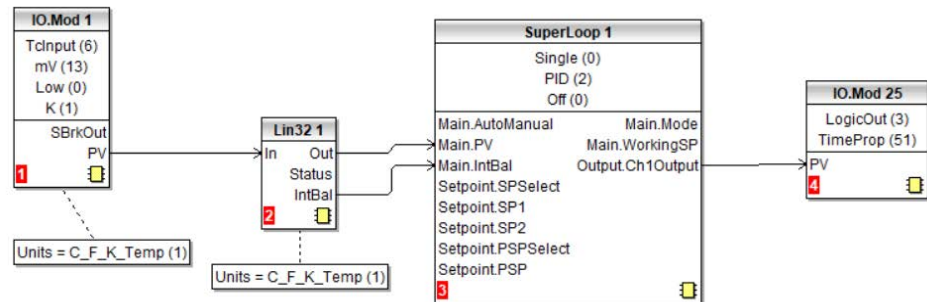 IO.Mod 1
TcInput (6)
mV (13)
Low (0)
K (1)
SBrkOut
PV
1
Units = C_F_K_Temp (1)
Lin32 1
In Out
Status
IntBal
2
Units = C_F_K_Temp (1)
SuperLoop 1
Single (0)
PID (2)
Off (0)
Main.AutoManual Main.Mode
Main.PV Main.WorkingSP
Main.IntBal Output.Ch1Output
Setpoint.SPSelect
Setpoint.SP1
Setpoint.SP2
Setpoint.PSPSelect
Setpoint.PSP
3
IO.Mod 25
LogicOut (3)
TimeProp (51)
PV
4